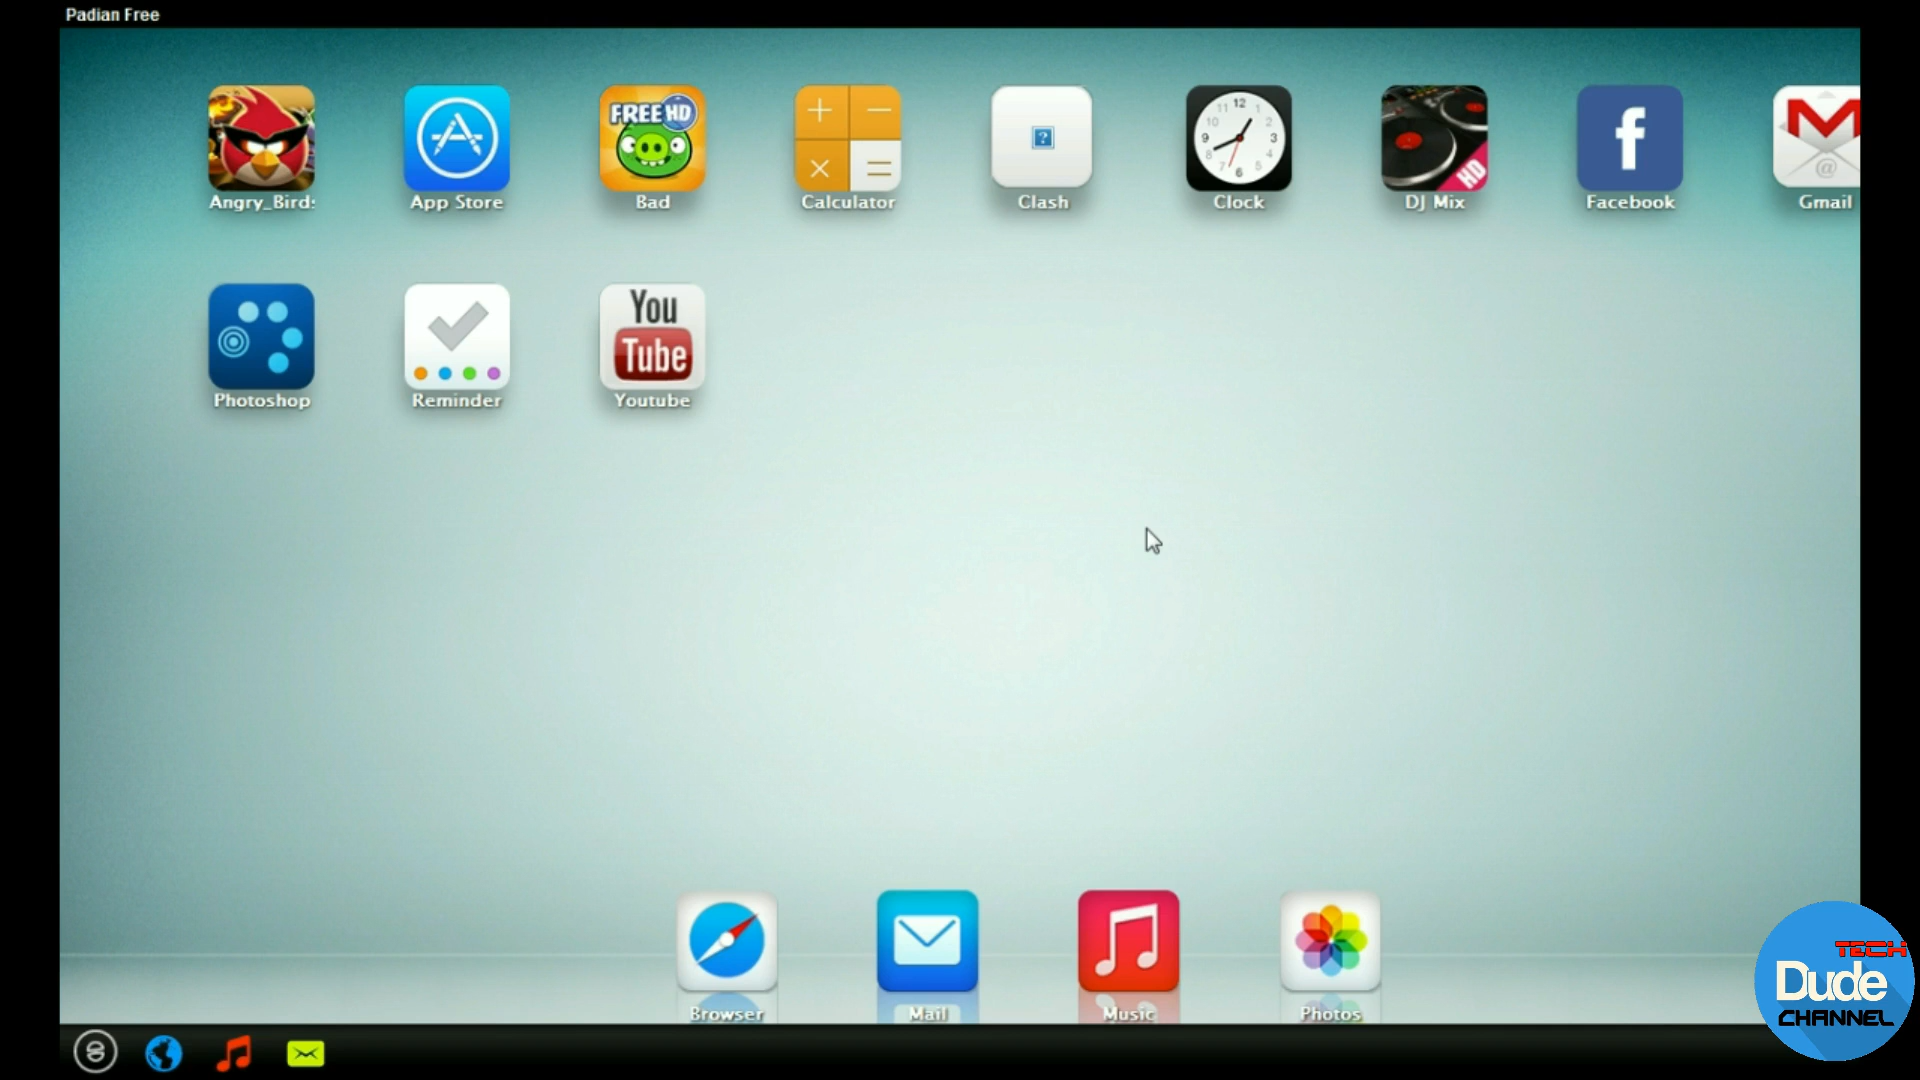 Padian Free
FREE HD
HD
f
M
@
Angry_Birds
App Store
Bad
Calculator
Clash
Clock
DJ Mix
Facebook
Gmail
You
Tube
Photoshop
Reminder
Youtube
Browser
Mail
Music
Photos
TECH
Dude
CHANNEL